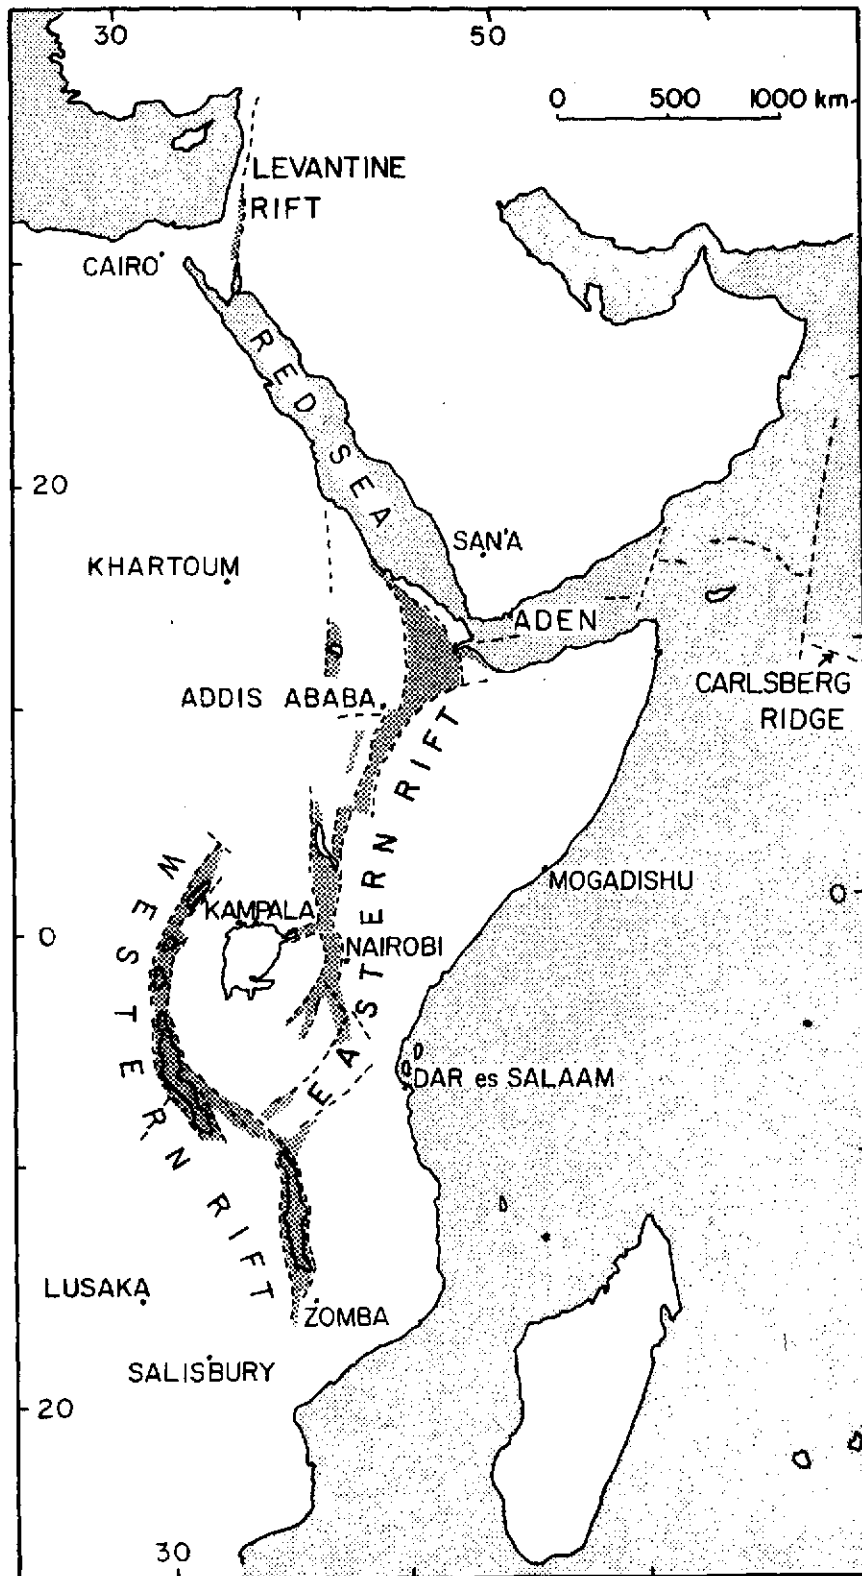 30 50
0 500 1000 km
LEVANTINE
RIFT
CAIRO
RED SEA
20
SAN'A
KHARTOUM
ADEN
CARLSBERG
RIDGE
ADDIS ABABA
EASTERN RIFT
WESTERN RIFT
MOGADISHU
KAMPALA
0
0
NAIROBI
DAR es SALAAM
LUSAKA
ZOMBA
SALISBURY
20
30